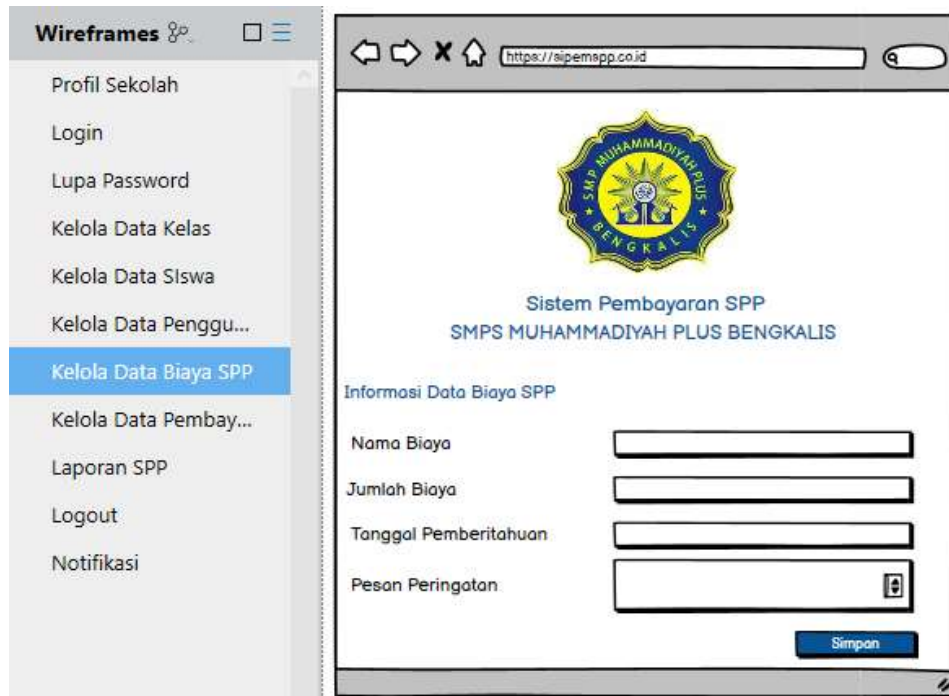 Wireframes
Profil Sekolah
Login
Lupa Password
Kelola Data Kelas
Kelola Data SIswa
Kelola Data Penggu...
Kelola Data Biaya SPP
Kelola Data Pembay...
Laporan SPP
Logout
Notifikasi
https://sipemspp.co.id
SMP MUHAMMADIYAH PLUS
BENGKALIS
Sistem Pembayaran SPP
SMPS MUHAMMADIYAH PLUS BENGKALIS
Informasi Data Biaya SPP
Nama Biaya
Jumlah Biaya
Tanggal Pemberitahuan
Pesan Peringatan
Simpan